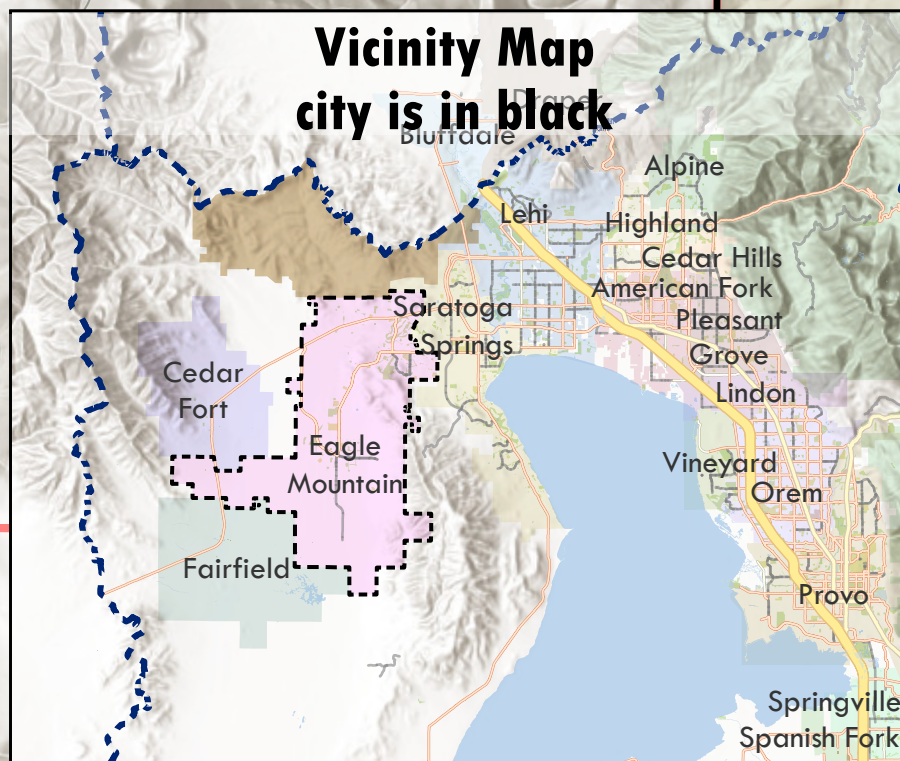 Vicinity Map
city is in black
Draper
Bluffdale
Alpine
Lehi
Highland
Cedar Hills
American Fork
Saratoga
Springs
Pleasant
Grove
Cedar
Fort
Lindon
Eagle
Mountain
Vineyard
Orem
Fairfield
Provo
Springville
Spanish Fork